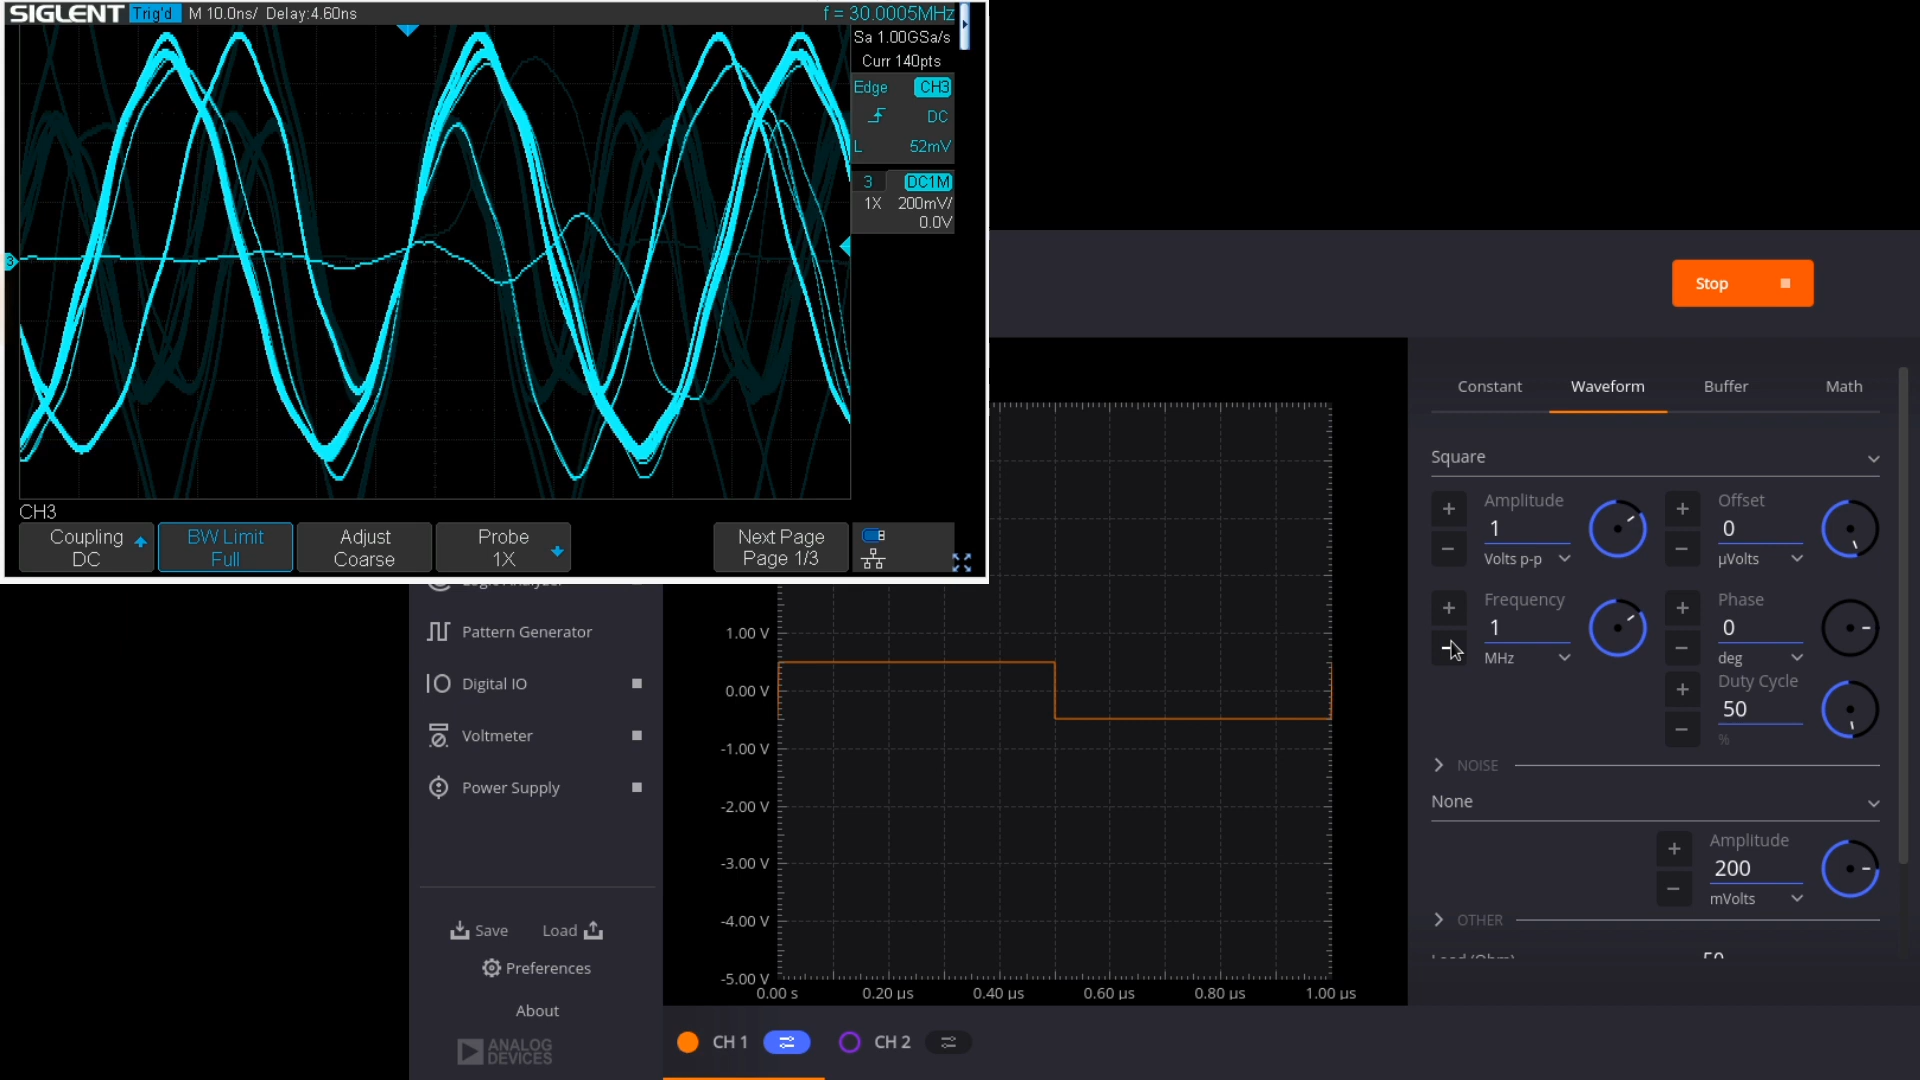 SIGLENT Trig'd M 10.0ns/ Delay:4.60ns f = 30.0005MHz
Sa 1.00GSa/s
Curr 140pts
Edge CH3
DC
L 52mV
3 DC1M
1X 200mV/
0.0V
3
CH3
Coupling
DC
BW Limit
Full
Adjust
Coarse
Probe
1X
Next Page
Page 1/3
Stop
Constant Waveform Buffer Math
Square
Amplitude
1
Volts p-p
Offset
0
µVolts
Frequency
1
MHz
Phase
0
deg
Duty Cycle
50
%
NOISE
None
Amplitude
200
mVolts
OTHER
Pattern Generator
Digital IO
Voltmeter
Power Supply
Save Load
Preferences
About
ANALOG
DEVICES
1.00 V
0.00 V
-1.00 V
-2.00 V
-3.00 V
-4.00 V
-5.00 V
0.00 s 0.20 µs 0.40 µs 0.60 µs 0.80 µs 1.00 µs
CH 1 CH 2